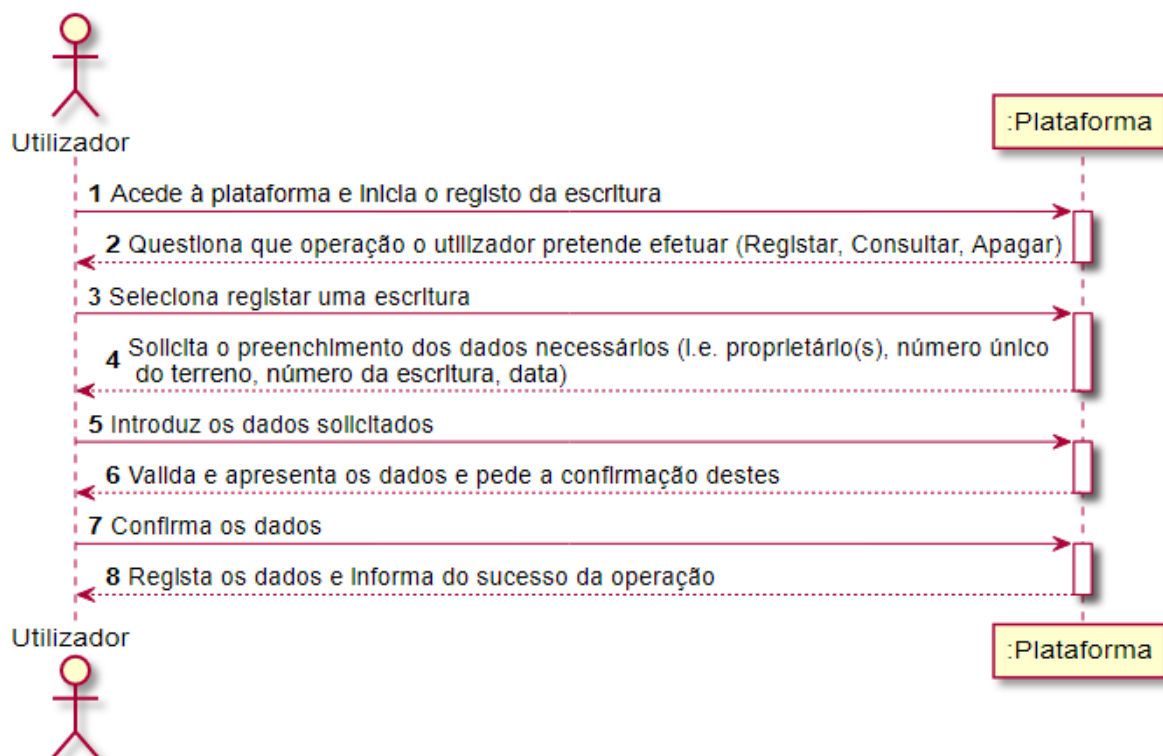 Utilizador
:Plataforma
1 Acede à plataforma e inicia o registo da escritura
2 Questiona que operação o utilizador pretende efetuar (Registar, Consultar, Apagar)
3 Seleciona registar uma escritura
4 Solicita o preenchimento dos dados necessários (i.e. proprietário(s), número único
do terreno, número da escritura, data)
5 Introduz os dados solicitados
6 Valida e apresenta os dados e pede a confirmação destes
7 Confirma os dados
8 Regista os dados e informa do sucesso da operação
Utilizador
:Plataforma